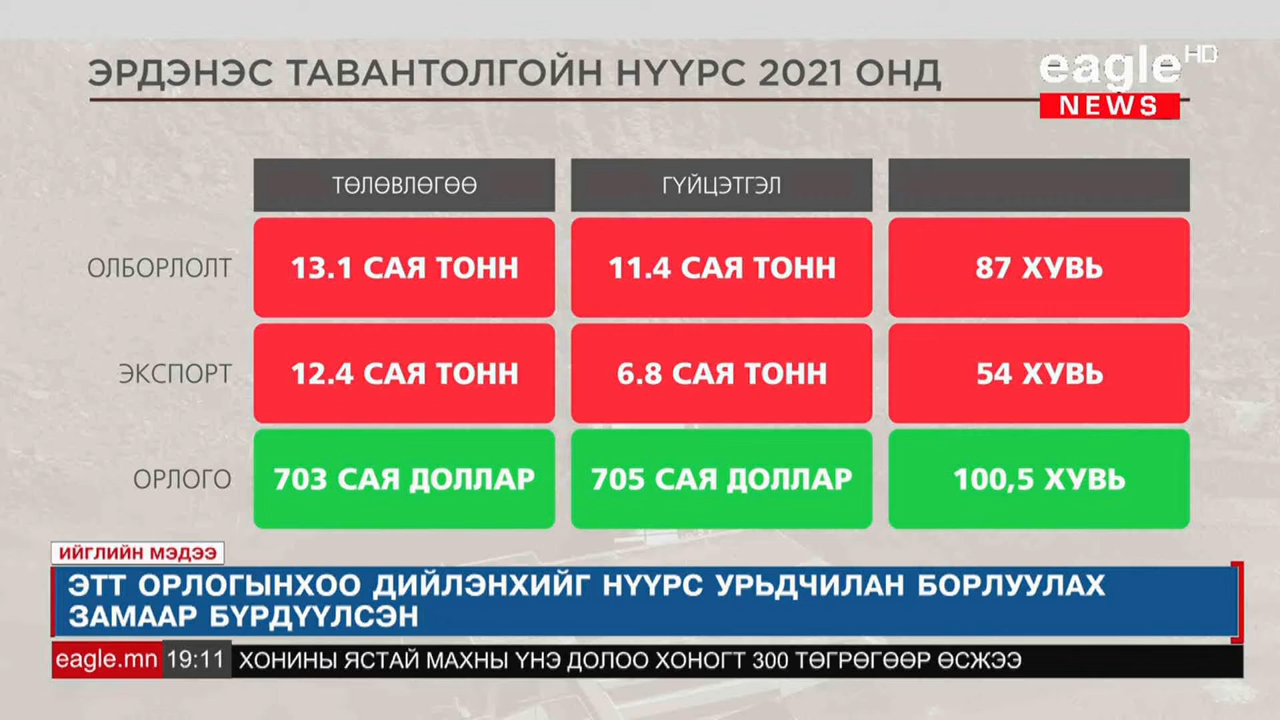 ЭРДЭНЭС ТАВАНТОЛГОЙН НҮҮРС 2021 ОНД
eagle HD
NEWS
ТӨЛӨВЛӨГӨӨ ГҮЙЦЭТГЭЛ
ОЛБОРЛОЛТ 13.1 САЯ ТОНН 11.4 САЯ ТОНН 87 ХУВЬ
ЭКСПОРТ 12.4 САЯ ТОНН 6.8 САЯ ТОНН 54 ХУВЬ
ОРЛОГО 703 САЯ ДОЛЛАР 705 САЯ ДОЛЛАР 100,5 ХУВЬ
ИЙГЛИЙН МЭДЭЭ
ЭТТ ОРЛОГЫНХОО ДИЙЛЭНХИЙГ НҮҮРС УРЬДЧИЛАН БОРЛУУЛАХ
ЗАМААР БҮРДҮҮЛСЭН
eagle.mn 19:11 ХОНИНЫ ЯСТАЙ МАХНЫ ҮНЭ ДОЛОО ХОНОГТ 300 ТӨГРӨГӨӨР ӨСЖЭЭ